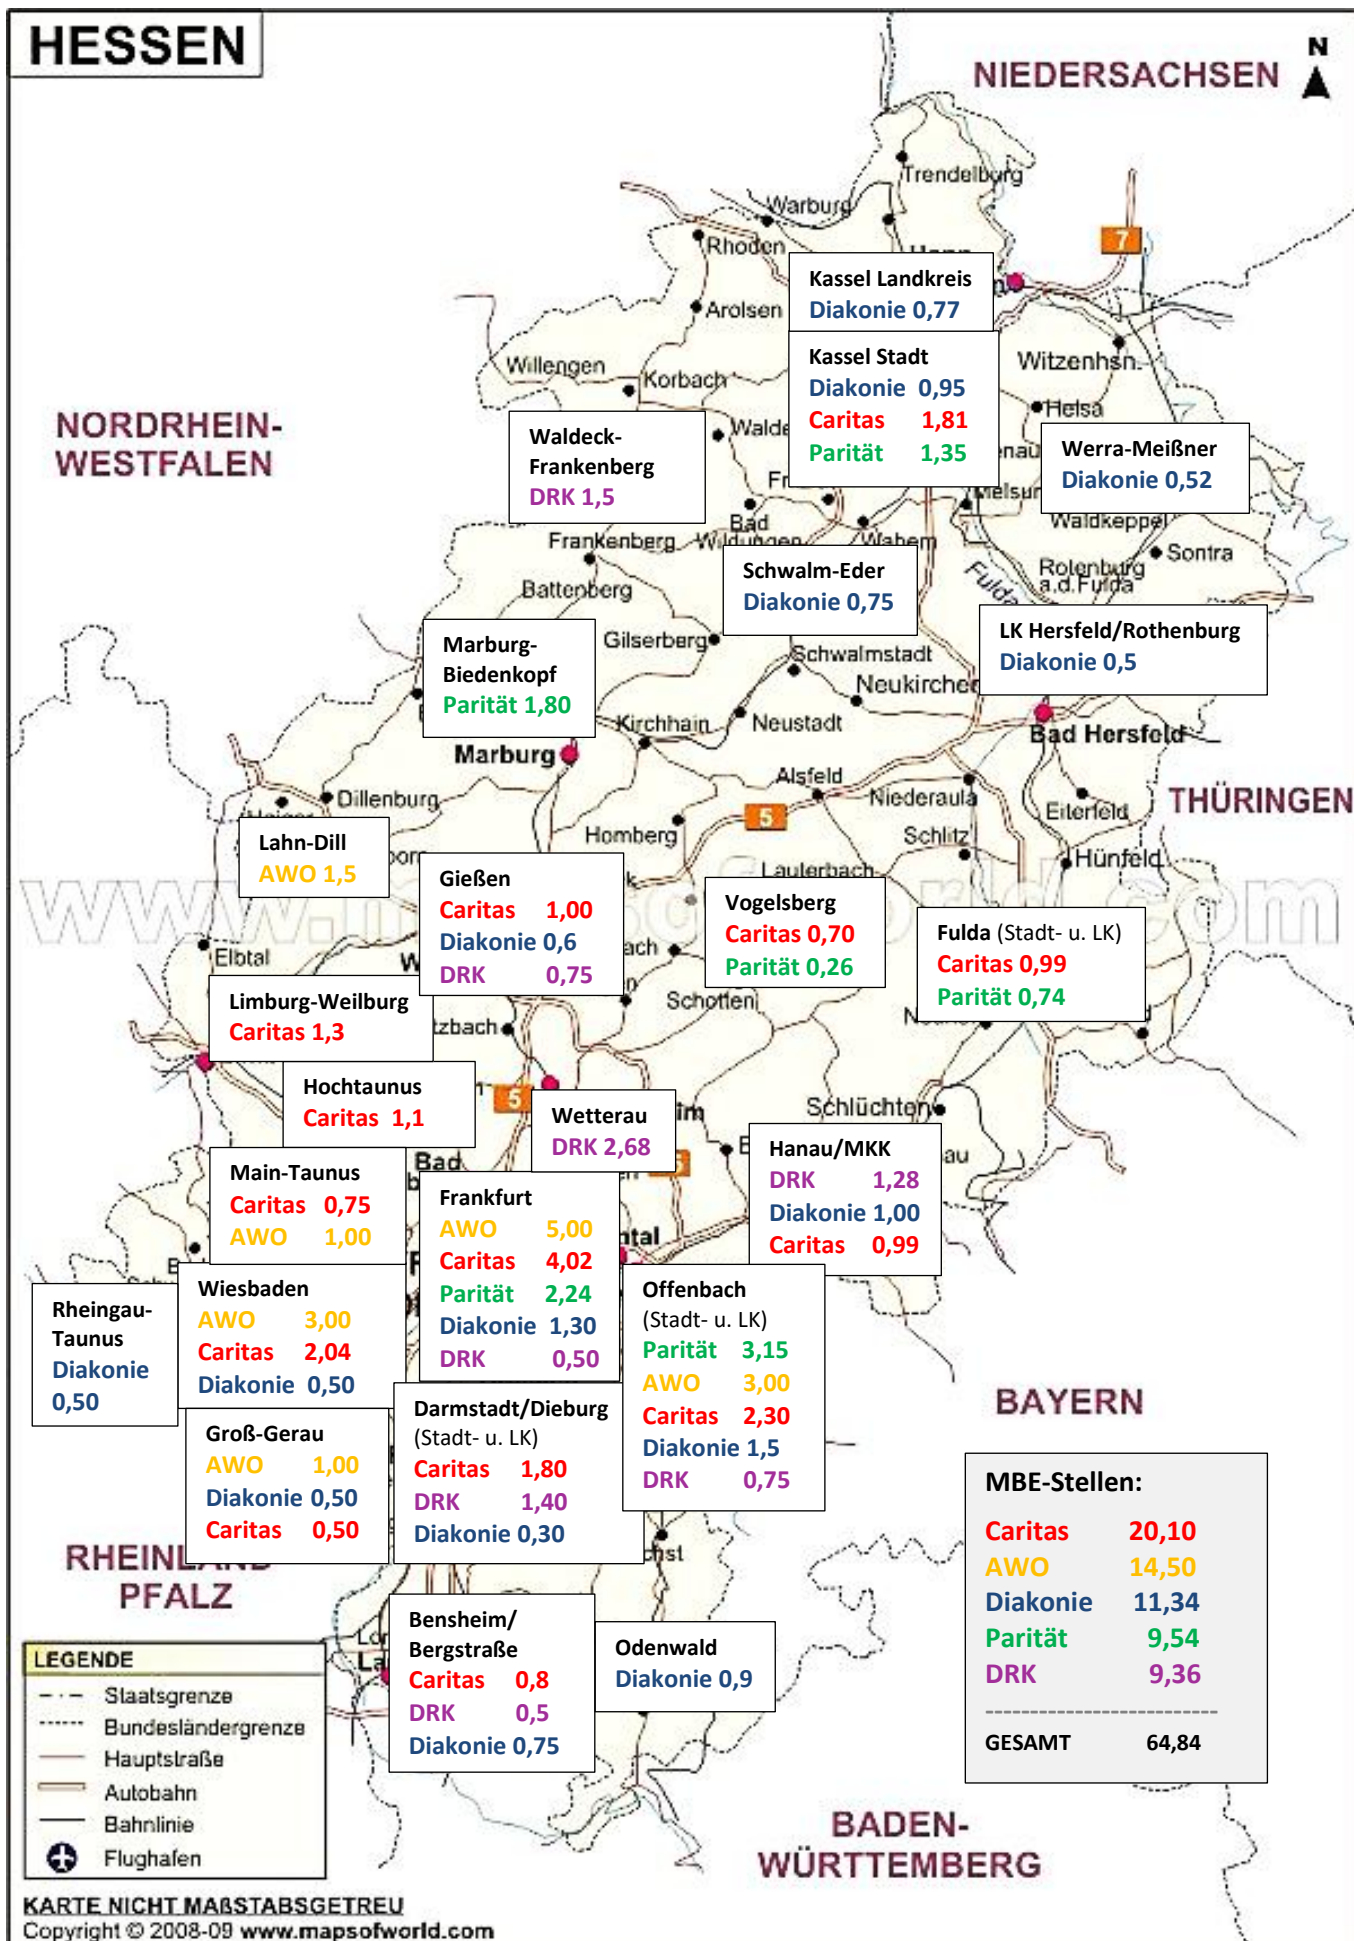 HESSEN
N
NIEDERSACHSEN
Trendelburg
Warburg
Rhoden
7
Kassel Landkreis
Diakonie 0,77
Arolsen
Kassel Stadt
Diakonie 0,95
Caritas 1,81
Parität 1,35
Witzenhsn.
Willengen
Korbach
Helsa
NORDRHEIN-
WESTFALEN
Waldeck-
Frankenberg
DRK 1,5
Werra-Meißner
Diakonie 0,52
Bad
Wildungen
Wabern
Waldkeppel
Frankenberg
Sontra
Battenberg
Schwalm-Eder
Diakonie 0,75
Fulda
Rotenburg
a.d.Fulda
LK Hersfeld/Rothenburg
Diakonie 0,5
Marburg-
Biedenkopf
Parität 1,80
Gilserberg
Schwalmstadt
Neukirchen
Kirchhain
Neustadt
Bad Hersfeld
Marburg
Alsfeld
Niederaula
Eiterfeld
THÜRINGEN
Dillenburg
5
Homberg
Schlitz
Hünfeld
Lauterbach
Lahn-Dill
AWO 1,5
Gießen
Caritas 1,00
Diakonie 0,6
DRK 0,75
Vogelsberg
Caritas 0,70
Parität 0,26
Fulda (Stadt- u. LK)
Caritas 0,99
Parität 0,74
Elbtal
Schotten
Limburg-Weilburg
Caritas 1,3
Hochtaunus
Caritas 1,1
5
Wetterau
DRK 2,68
Schlüchten
Hanau/MKK
DRK 1,28
Diakonie 1,00
Caritas 0,99
Main-Taunus
Caritas 0,75
AWO 1,00
Bad
Frankfurt
AWO 5,00
Caritas 4,02
Parität 2,24
Diakonie 1,30
DRK 0,50
Rheingau-
Taunus
Diakonie
0,50
Wiesbaden
AWO 3,00
Caritas 2,04
Diakonie 0,50
Offenbach
(Stadt- u. LK)
Parität 3,15
AWO 3,00
Caritas 2,30
Diakonie 1,5
DRK 0,75
Groß-Gerau
AWO 1,00
Diakonie 0,50
Caritas 0,50
Darmstadt/Dieburg
(Stadt- u. LK)
Caritas 1,80
DRK 1,40
Diakonie 0,30
BAYERN
MBE-Stellen:
Caritas 20,10
AWO 14,50
Diakonie 11,34
Parität 9,54
DRK 9,36
---------------------------
GESAMT 64,84
RHEINLAND
PFALZ
Bensheim/
Bergstraße
Caritas 0,8
DRK 0,5
Diakonie 0,75
Odenwald
Diakonie 0,9
LEGENDE
Staatsgrenze
Bundesländergrenze
Hauptstraße
Autobahn
Bahnlinie
Flughafen
BADEN-
WÜRTTEMBERG
KARTE NICHT MAßSTABSGETREU
Copyright © 2008-09 www.mapsofworld.com